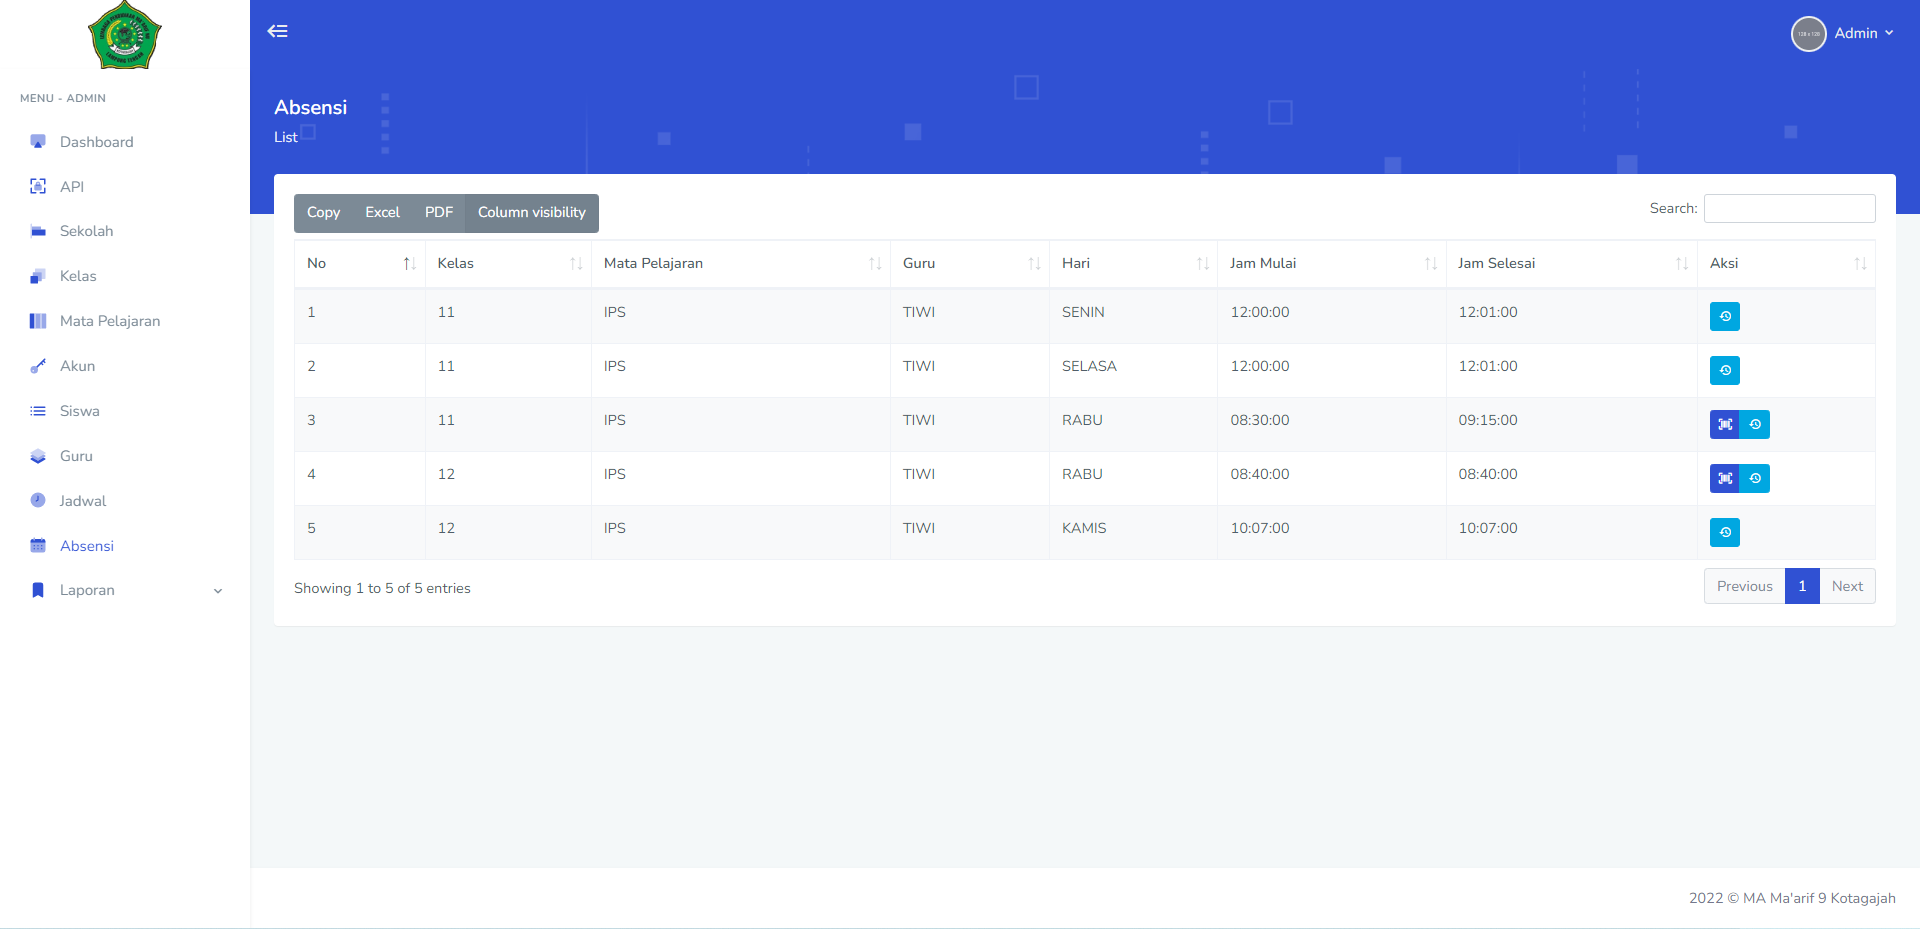 MENU - ADMIN
Dashboard
API
Sekolah
Kelas
Mata Pelajaran
Akun
Siswa
Guru
Jadwal
Absensi
Laporan
Admin
Absensi
List
Copy Excel PDF Column visibility
Search:
No Kelas Mata Pelajaran Guru Hari Jam Mulai Jam Selesai Aksi
1 11 IPS TIWI SENIN 12:00:00 12:01:00
2 11 IPS TIWI SELASA 12:00:00 12:01:00
3 11 IPS TIWI RABU 08:30:00 09:15:00
4 12 IPS TIWI RABU 08:40:00 08:40:00
5 12 IPS TIWI KAMIS 10:07:00 10:07:00
Showing 1 to 5 of 5 entries
Previous 1 Next
2022 © MA Ma'arif 9 Kotagajah